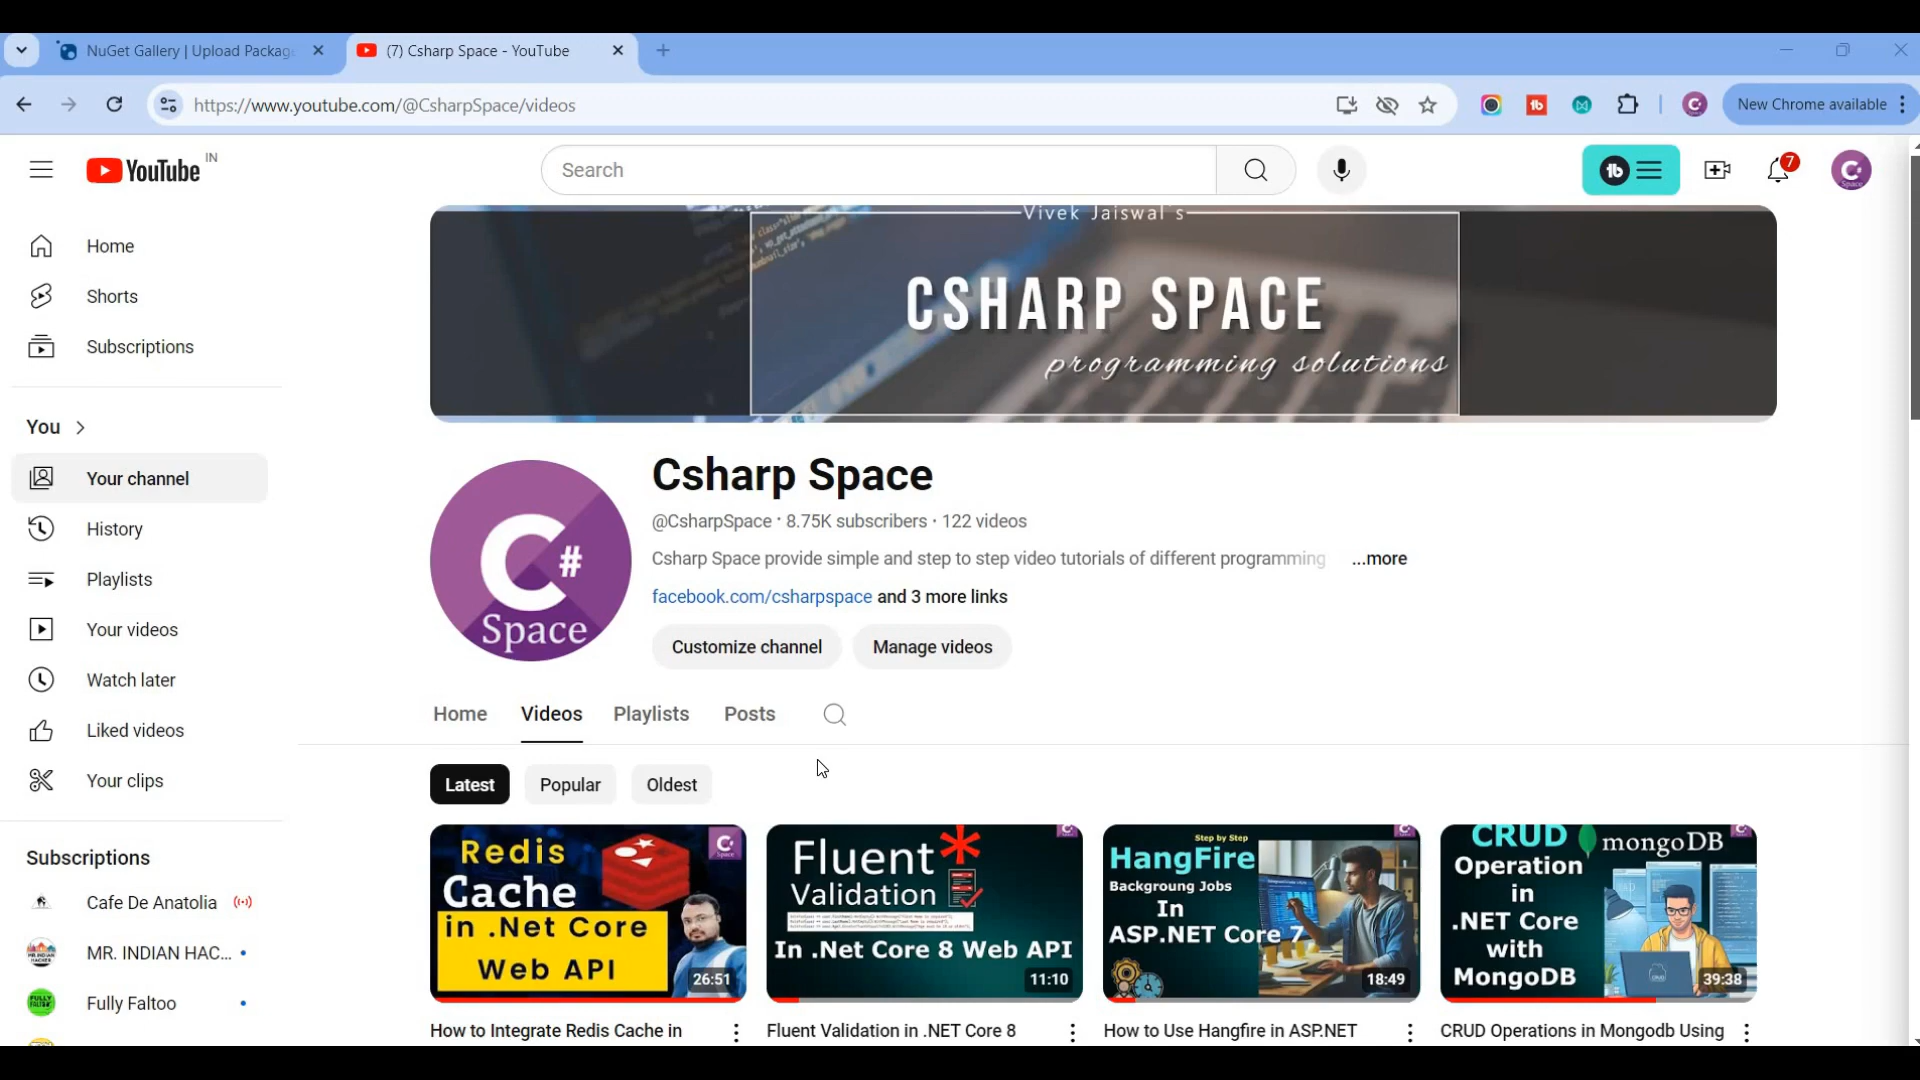 NuGet Gallery | Upload Packag
(7) Csharp Space - YouTube
https://www.youtube.com/@CsharpSpace/videos
New Chrome available
YouTube IN
Search
7
Home
Shorts
Subscriptions
You
Your channel
History
Playlists
Your videos
Watch later
Liked videos
Your clips
Subscriptions
Cafe De Anatolia
MR. INDIAN HAC...
Fully Faltoo
Vivek Jaiswal's
CSHARP SPACE
programming solutions
C#
Space
Csharp Space
@CsharpSpace · 8.75K subscribers · 122 videos
Csharp Space provide simple and step to step video tutorials of different programming ...more
facebook.com/csharpspace and 3 more links
Customize channel
Manage videos
Home
Videos
Playlists
Posts
Latest
Popular
Oldest
Redis
Cache
in .Net Core
Web API
26:51
How to Integrate Redis Cache in
Fluent
Validation
In .Net Core 8 Web API
11:10
Fluent Validation in .NET Core 8
Step by Step
HangFire
Backgroung Jobs
In
ASP.NET Core 7
18:49
How to Use Hangfire in ASP.NET
CRUD mongoDB
Operation
in
.NET Core
with
MongoDB
39:38
CRUD Operations in Mongodb Using